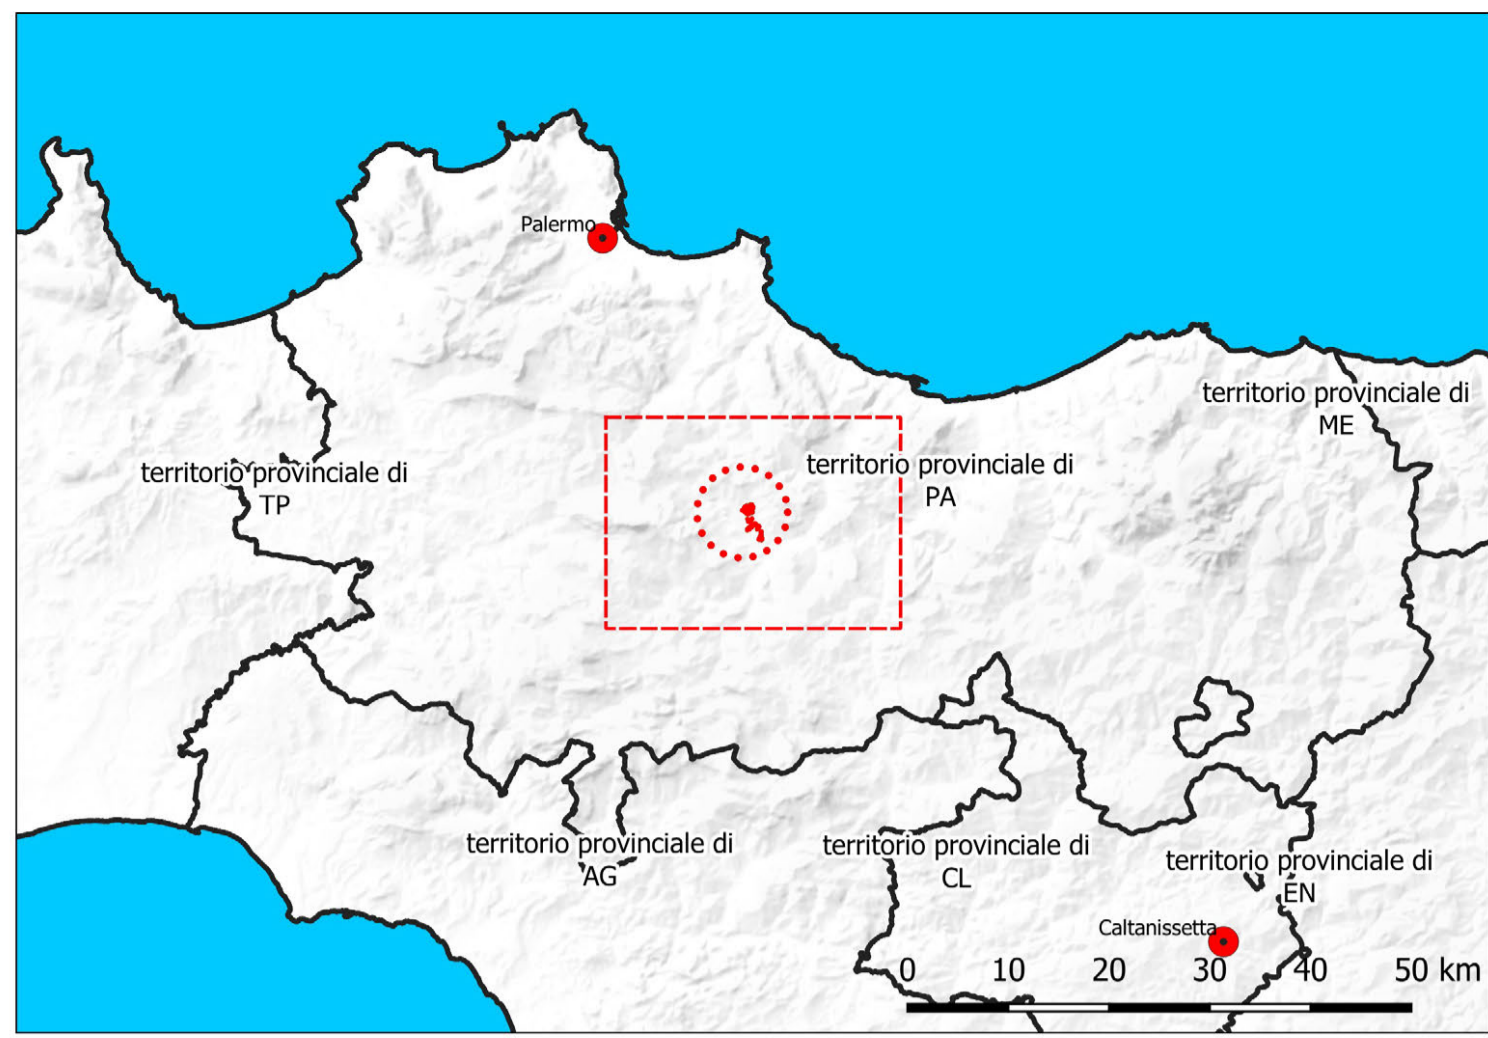 Palermo
territorio provinciale di
ME
territorio provinciale di
PA
territorio provinciale di
TP
territorio provinciale di
AG
territorio provinciale di
CL
territorio provinciale di
EN
Caltanissetta
0 10 20 30 40 50 km